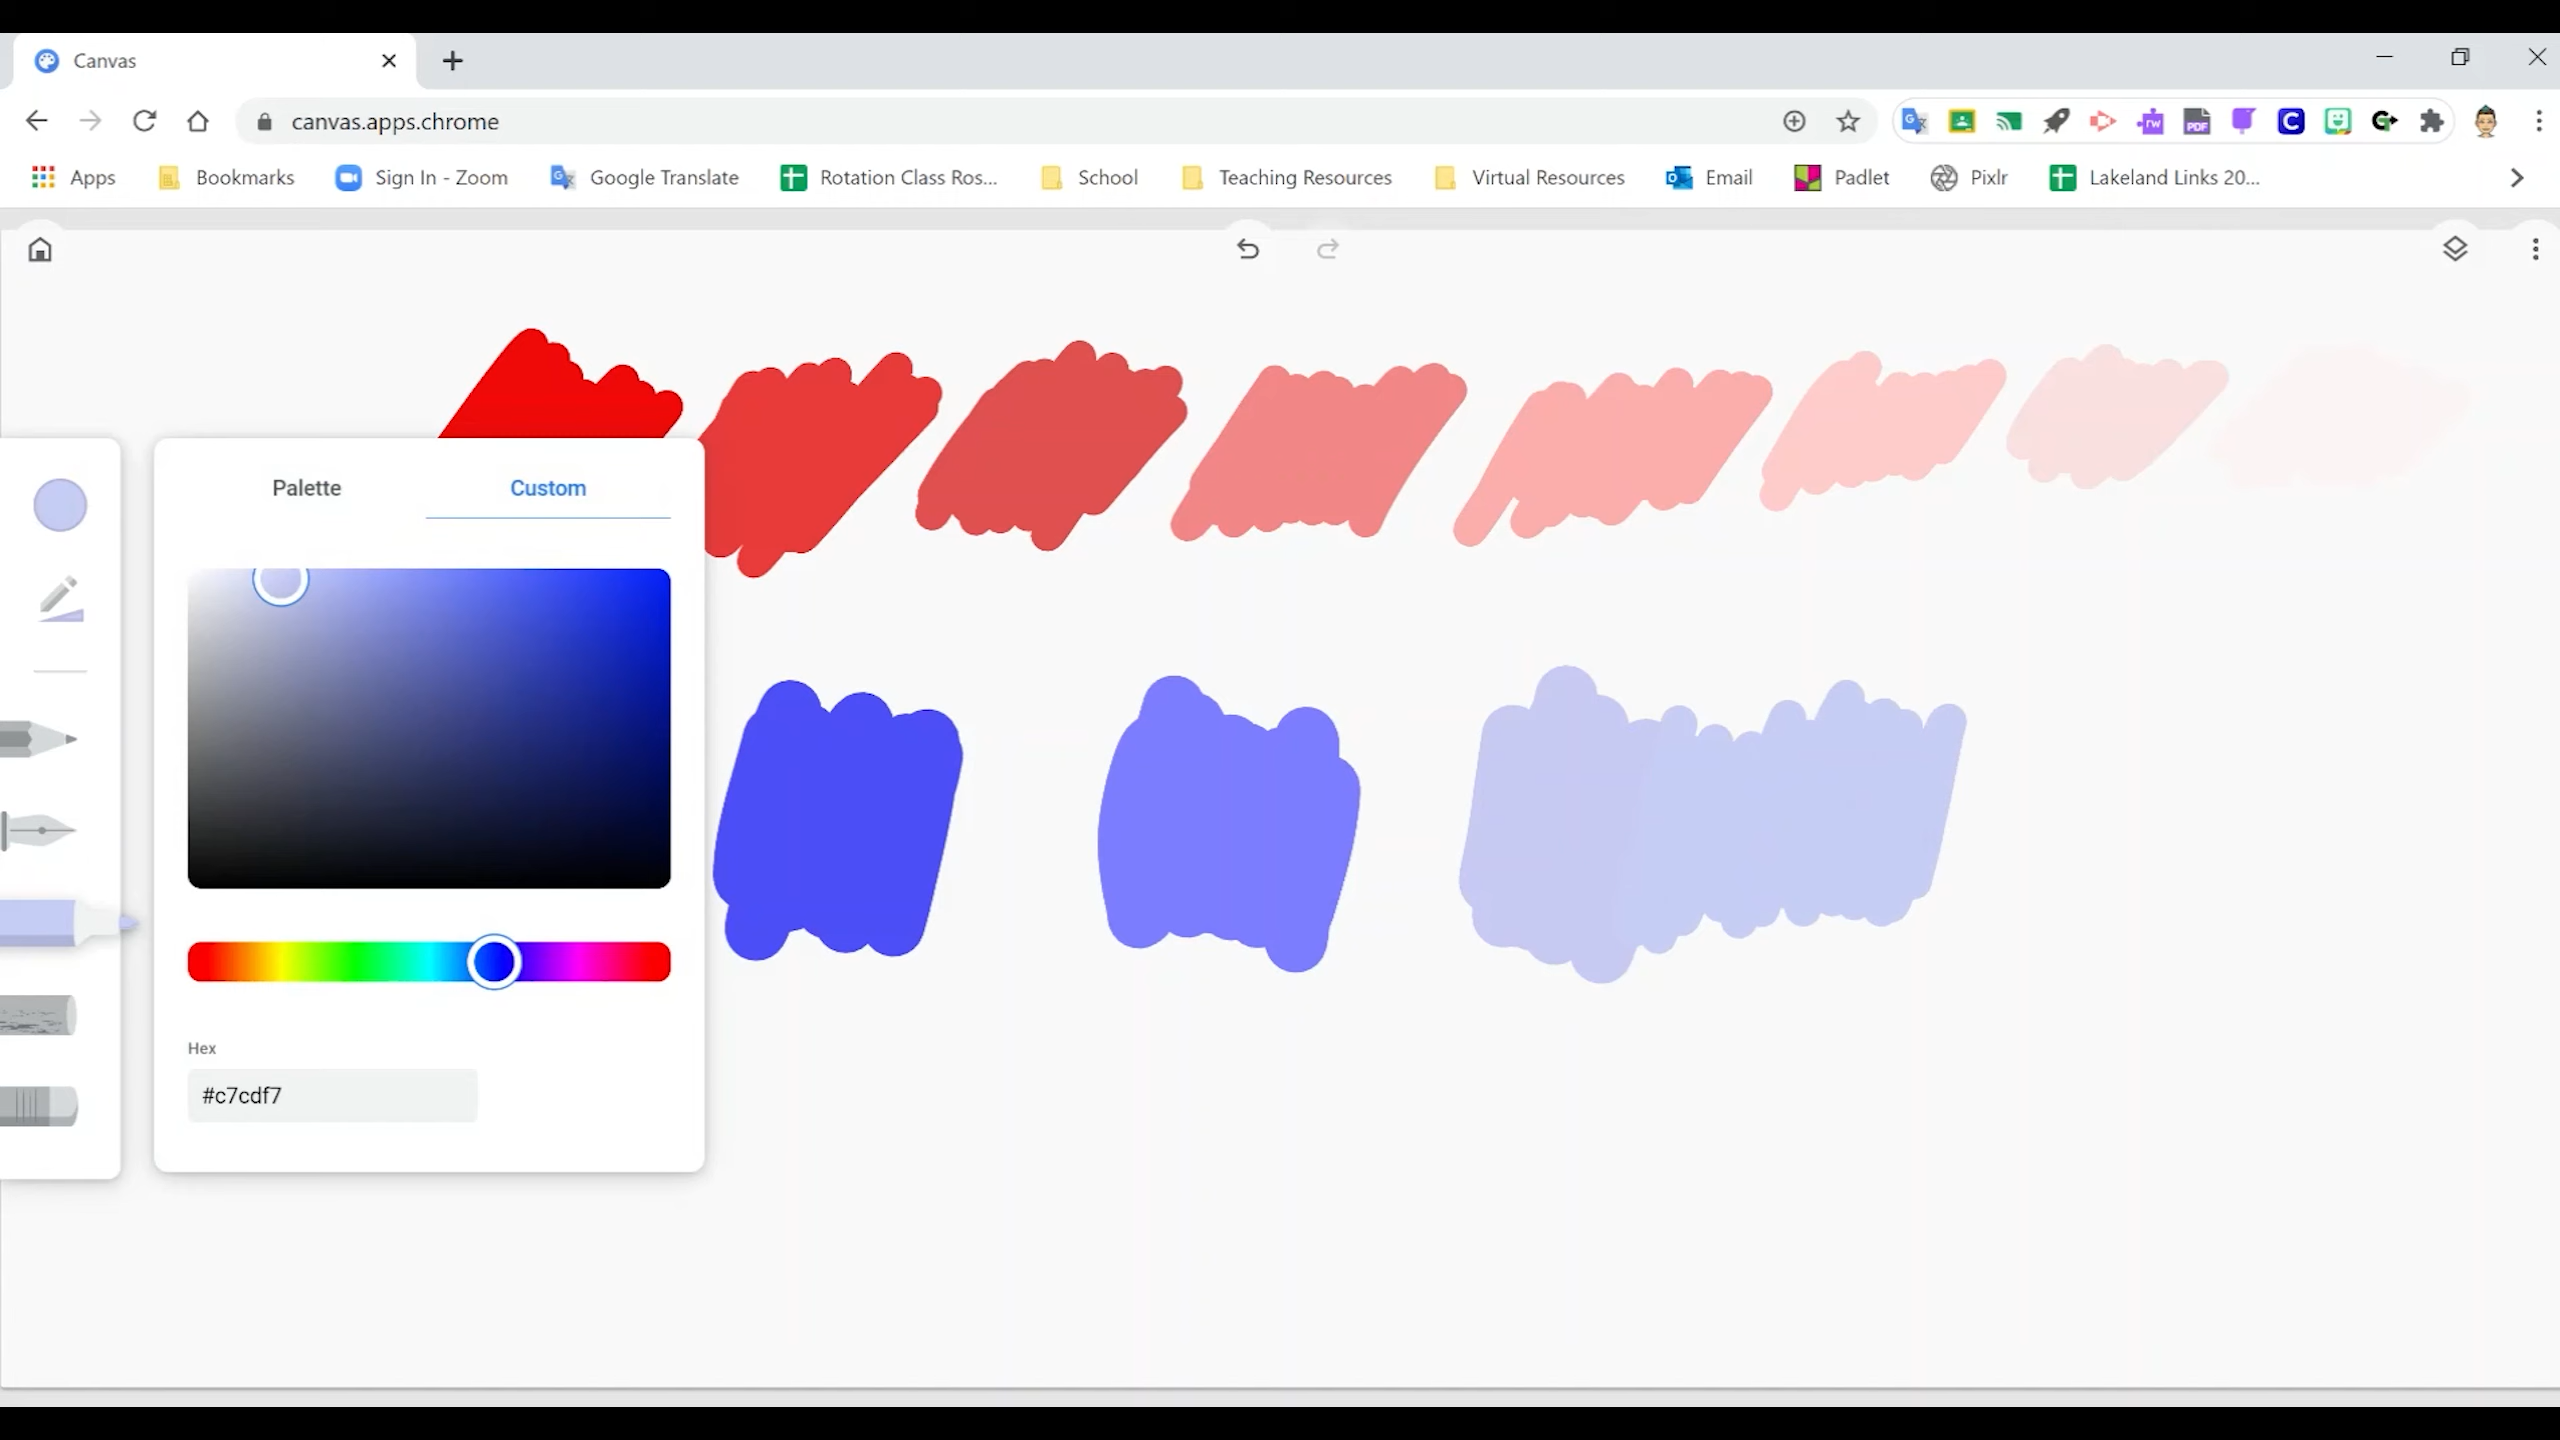 Canvas
canvas.apps.chrome
Apps Bookmarks Sign In - Zoom Google Translate Rotation Class Ros... School Teaching Resources Virtual Resources Email Padlet Pixlr Lakeland Links 20...
Palette Custom
Hex
#c7cdf7